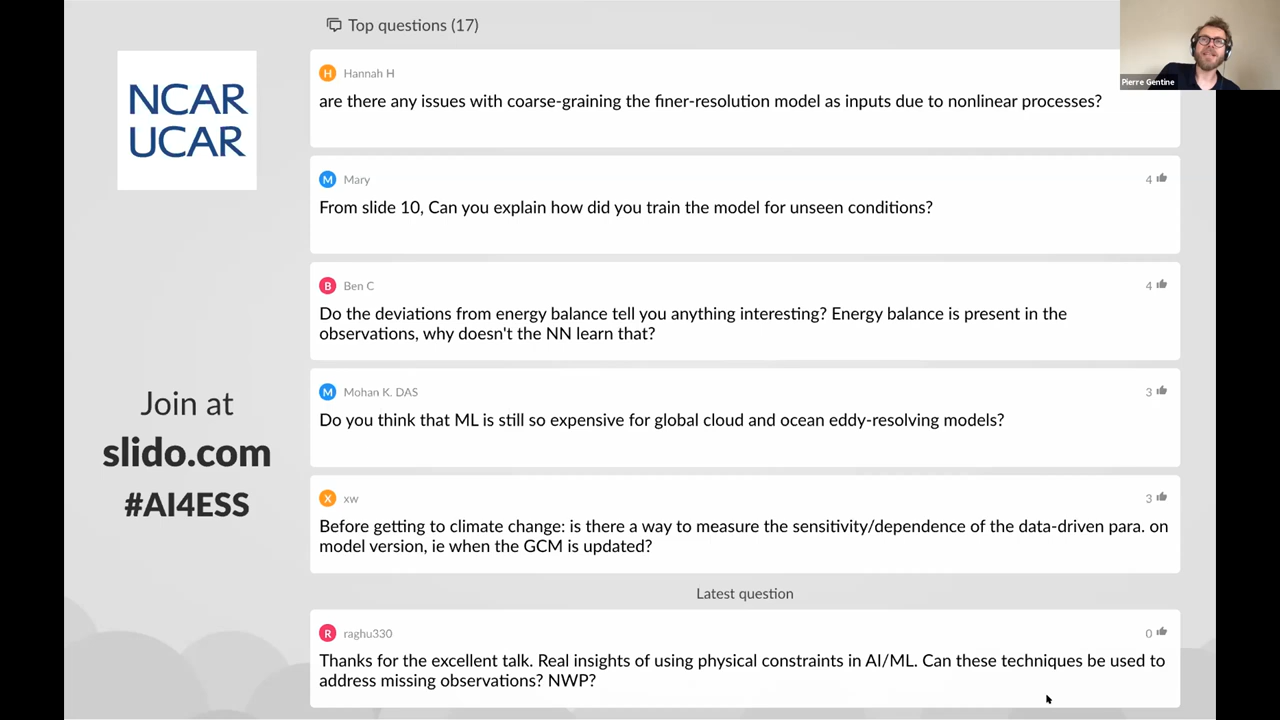 Top questions (17)
NCAR
UCAR
H Hannah H
are there any issues with coarse-graining the finer-resolution model as inputs due to nonlinear processes?
Pierre Gentine
M Mary 4
From slide 10, Can you explain how did you train the model for unseen conditions?
B Ben C 4
Do the deviations from energy balance tell you anything interesting? Energy balance is present in the
observations, why doesn't the NN learn that?
M Mohan K. DAS 3
Do you think that ML is still so expensive for global cloud and ocean eddy-resolving models?
Join at
slido.com
#AI4ESS
X xw 3
Before getting to climate change: is there a way to measure the sensitivity/dependence of the data-driven para. on
model version, ie when the GCM is updated?
Latest question
R raghu330 0
Thanks for the excellent talk. Real insights of using physical constraints in AI/ML. Can these techniques be used to
address missing observations? NWP?